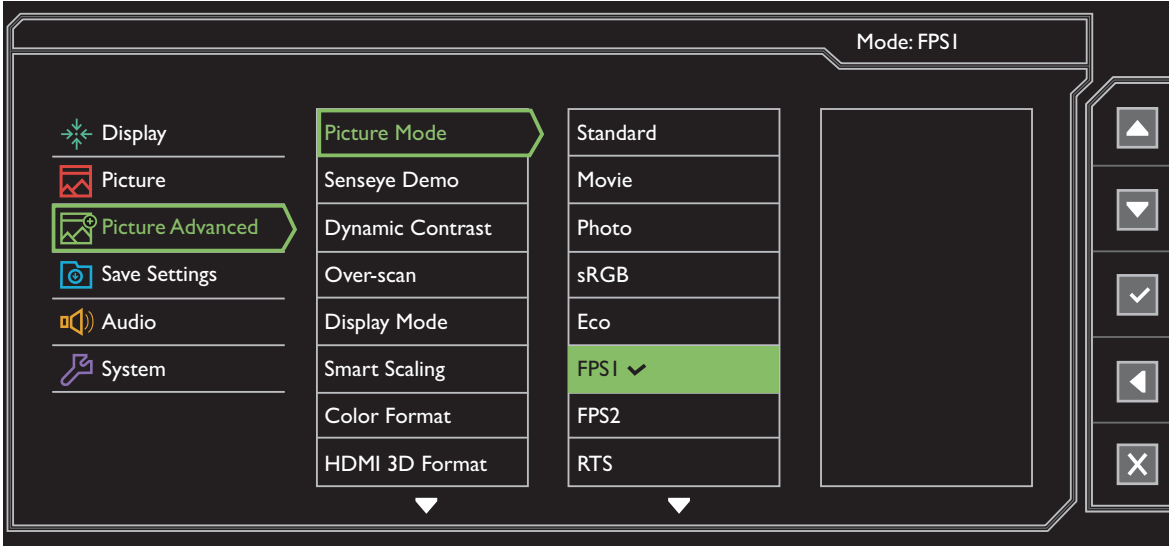 Mode: FPS1
Display
Picture
Picture Advanced
Save Settings
Audio
System
Picture Mode
Senseye Demo
Dynamic Contrast
Over-scan
Display Mode
Smart Scaling
Color Format
HDMI 3D Format
Standard
Movie
Photo
sRGB
Eco
FPS1
FPS2
RTS